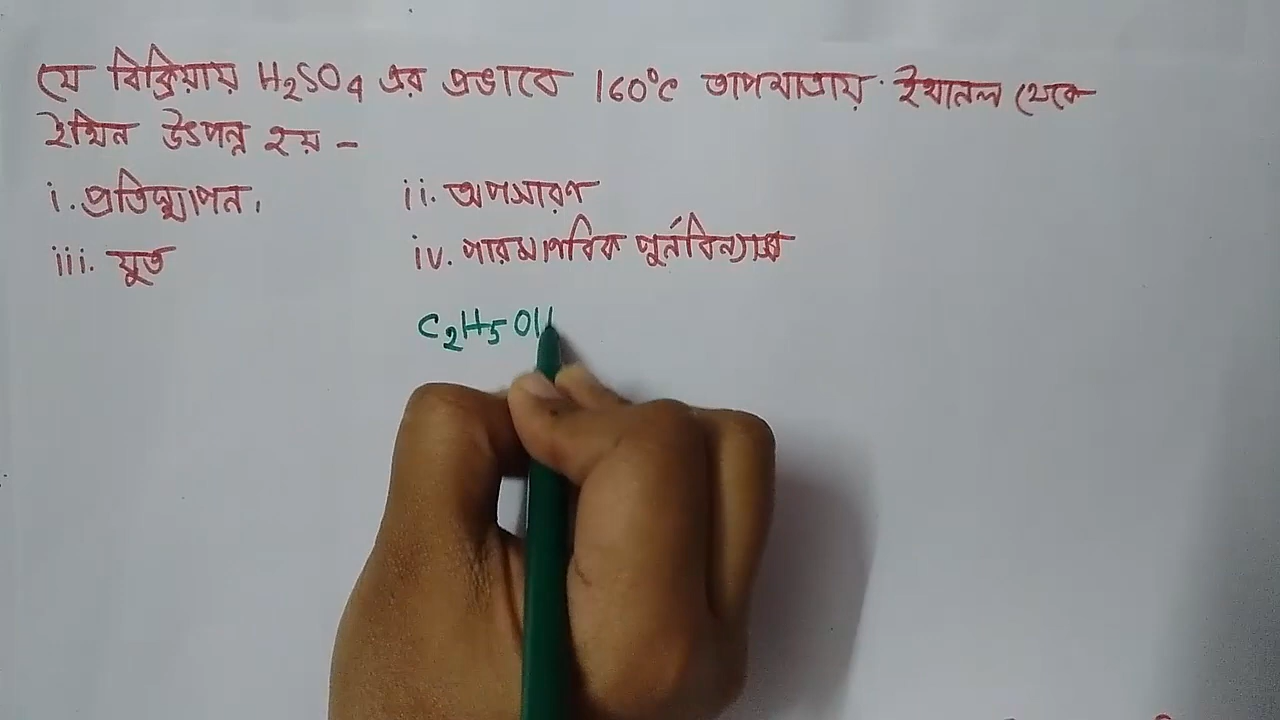 যে বিক্রিয়ায় H₂SO₄ এর প্রভাবে 160°C তাপমাত্রায় ইথানল থেকে
ইথিন উৎপন্ন হয় -
i. প্রতিস্থাপন. ii. অপসারণ
iii. যুত iv. পারমাণবিক পুর্নবিন্যাস
C₂H₅OH